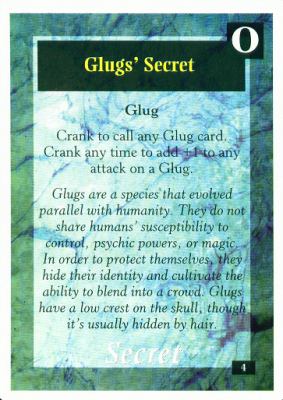 O
Glugs' Secret
Glug
Crank to call any Glug card.
Crank any time to add +1 to any
attack on a Glug.
Glugs are a species that evolved
parallel with humanity. They do not
share humans' susceptibility to
control, psychic powers, or magic.
In order to protect themselves, they
hide their identity and cultivate the
ability to blend into a crowd. Glugs
have a low crest on the skull, though
it's usually hidden by hair.
Secret
4